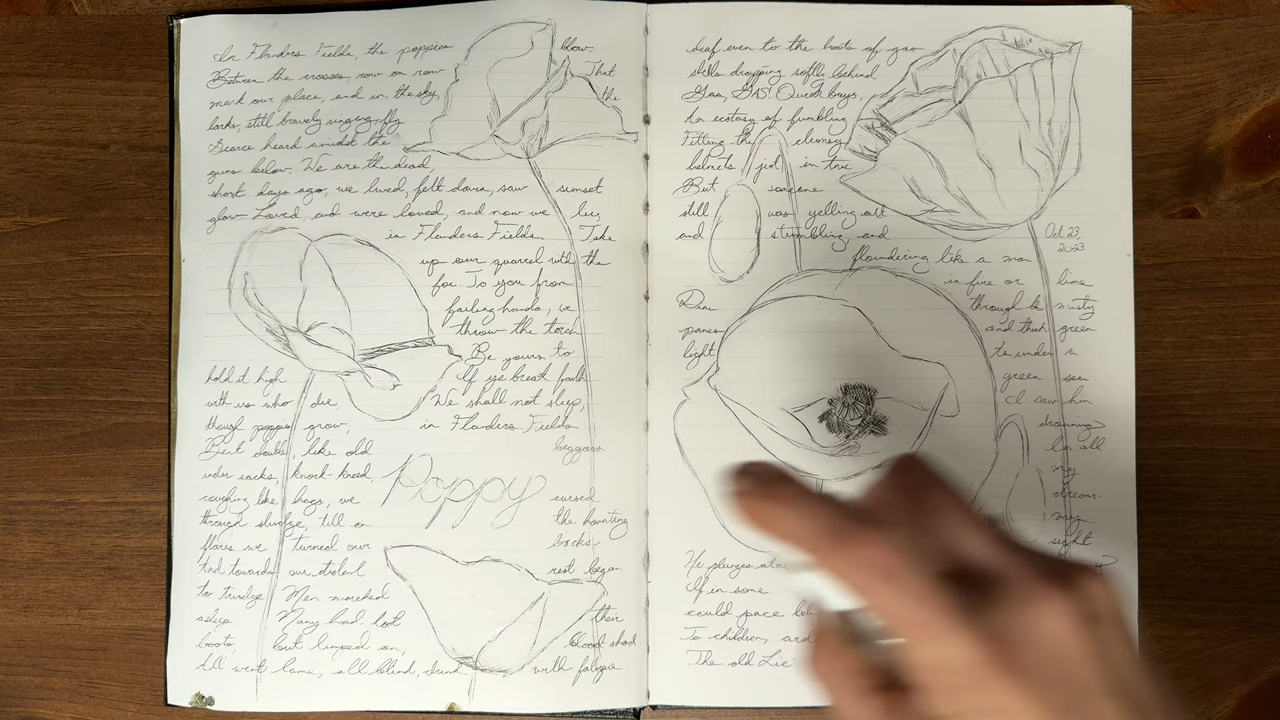 In Flanders Fields, the poppies blow.
Between the crosses, row on row That
mark our place, and in the sky, the
larks, still bravely singing fly
Scarce heard amidst the
guns below. We are the dead
short days ago, we lived, felt dawn, saw sunset
glow. Loved and were loved, and now we lie,
in Flanders Fields. Take
up our quarrel with the
foe. To you from
failing hands, we
throw the torch
Be yours to
hold it high If ye break faith
with us who die We shall not sleep,
though poppies grow, in Flanders Fields
Bent double, like old beggars
under sacks, knock-kneed,
Poppy
coughing like hags, we cursed
through sludge, till on the haunting
flares we turned our backs
And towards our distant rest began
to trudge Men marched
asleep Many had lost their
boots, but limped on, blood shod.
all went lame, all blind, drunk with fatigue
deaf even to the hoots of gas
shells dropping softly behind
Gas, GAS! Quick boys,
An ecstasy of fumbling
Fitting the clumsy
helmets just in time
But someone
still was yelling out
and stumbling, and
Oct 23,
2023
floundering like a man
in fire or lime
Dim through the misty
panes and thick green
light As under a
green sea
I saw him
drowning
In all
my
dreams.
my
sight
He plunges at me
If in some
could pace
To children,
The old Lie: